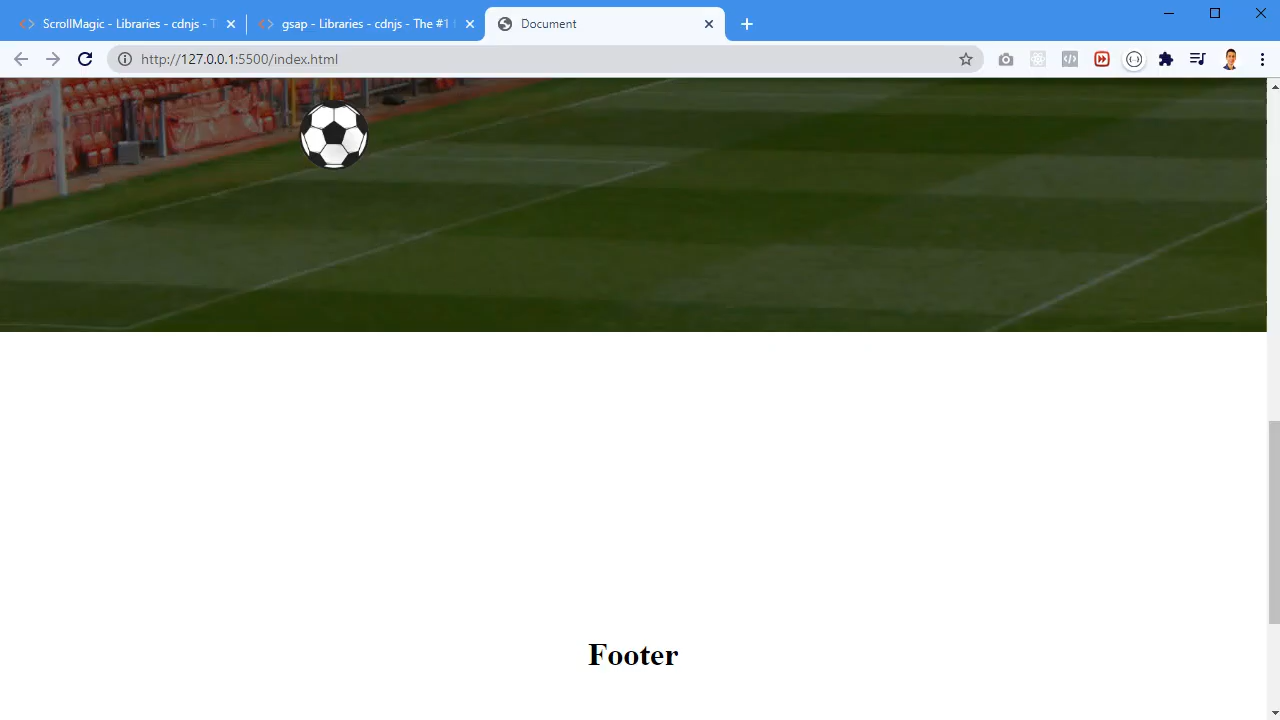 ScrollMagic - Libraries - cdnjs - T
gsap - Libraries - cdnjs - The #1
Document
http://127.0.0.1:5500/index.html
Footer